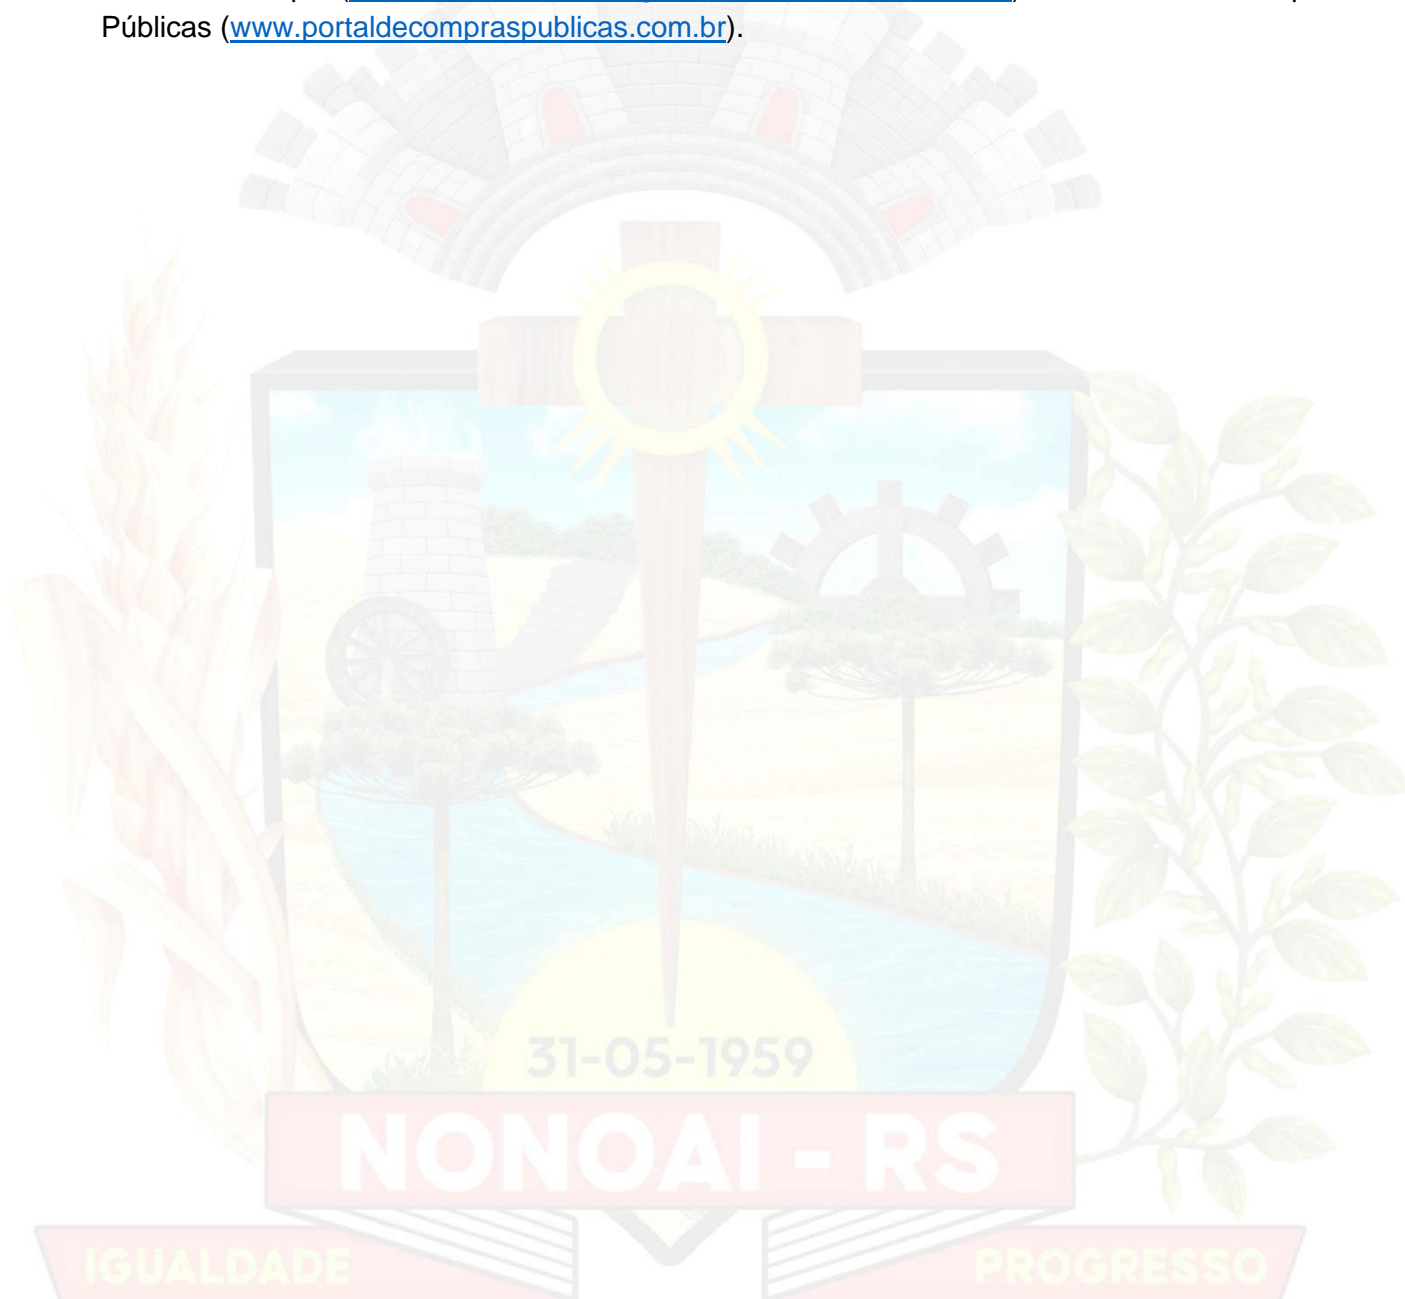 Públicas (www.portaldecompraspublicas.com.br).
31-05-1959
NONOAI - RS
IGUALDADE
PROGRESSO